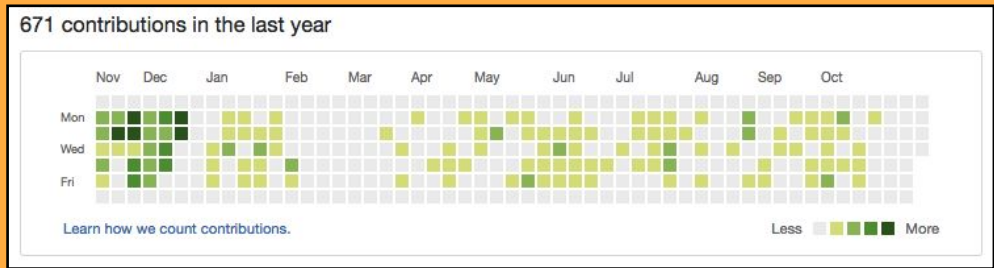 671 contributions in the last year
Nov Dec Jan Feb Mar Apr May Jun Jul Aug Sep Oct
Mon
Wed
Fri
Learn how we count contributions. Less More